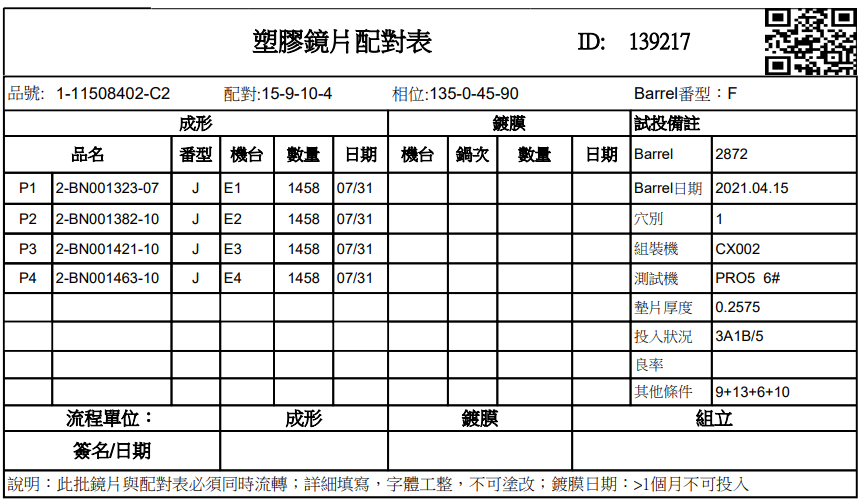 塑膠鏡片配對表 ID: 139217
品號: 1-11508402-C2 配對:15-9-10-4 相位:135-0-45-90 Barrel番型：F
成形 鍍膜 試投備註
品名 番型 機台 數量 日期 機台 鍋次 數量 日期 Barrel 2872
P1 2-BN001323-07 J E1 1458 07/31 Barrel日期 2021.04.15
P2 2-BN001382-10 J E2 1458 07/31 穴別 1
P3 2-BN001421-10 J E3 1458 07/31 組裝機 CX002
P4 2-BN001463-10 J E4 1458 07/31 測試機 PRO5 6#
墊片厚度 0.2575
投入狀況 3A1B/5
良率
其他條件 9+13+6+10
流程單位： 成形 鍍膜 組立
簽名/日期
說明：此批鏡片與配對表必須同時流轉；詳細填寫，字體工整，不可塗改；鍍膜日期：>1個月不可投入